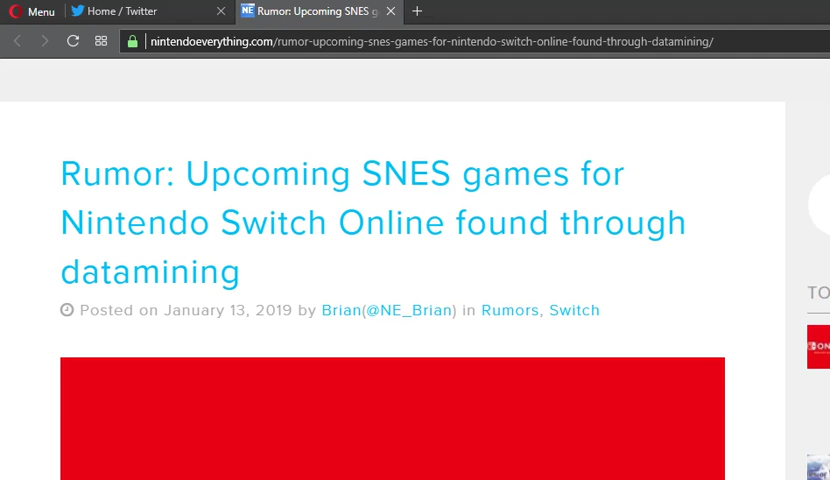 Menu
Home / Twitter
Rumor: Upcoming SNES g
nintendoeverything.com/rumor-upcoming-snes-games-for-nintendo-switch-online-found-through-datamining/
Rumor: Upcoming SNES games for
Nintendo Switch Online found through
datamining
Posted on January 13, 2019 by Brian(@NE_Brian) in Rumors, Switch
TO
ON